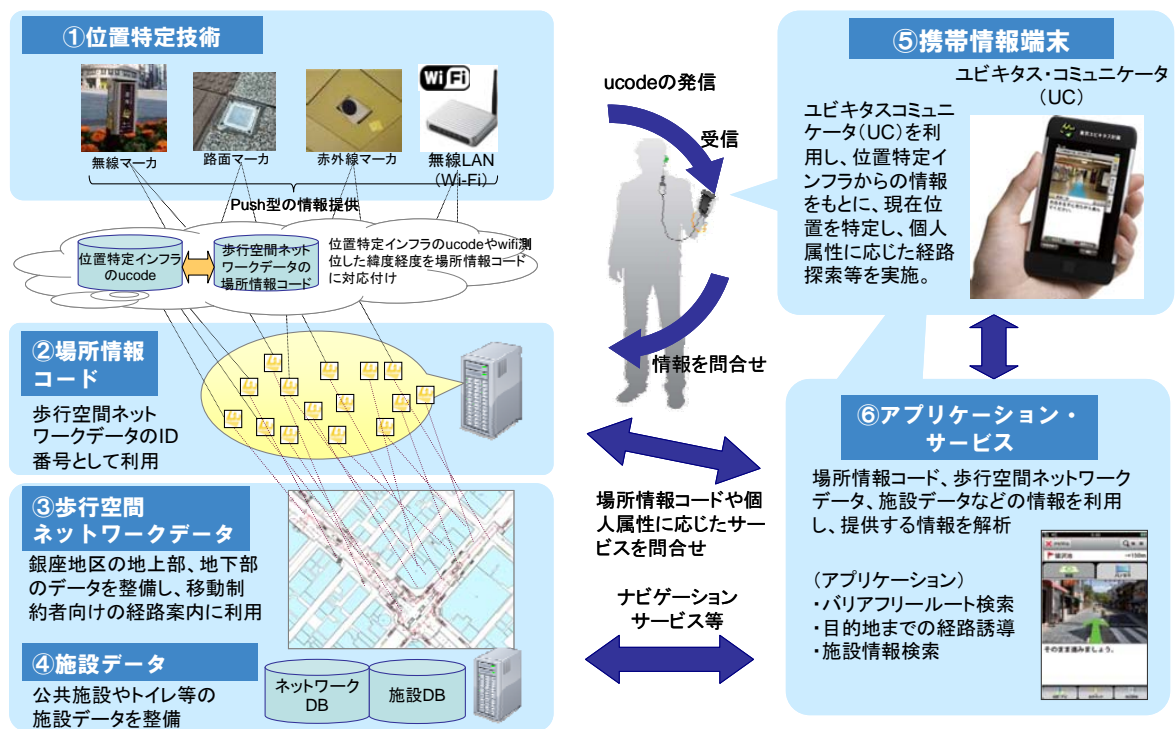 ①位置特定技術
無線マーカ
路面マーカ
赤外線マーカ
Wi Fi
無線LAN
(Wi-Fi)
Push型の情報提供
位置特定インフラ
のucode
歩行空間ネット
ワークデータの
場所情報コード
位置特定インフラのucodeやwifi測
位した緯度経度を場所情報コード
に対応付け
②場所情報
コード
歩行空間ネット
ワークデータのID
番号として利用
③歩行空間
ネットワークデータ
銀座地区の地上部、地下部
のデータを整備し、移動制
約者向けの経路案内に利用
④施設データ
公共施設やトイレ等の
施設データを整備
ネットワーク
DB
施設DB
ucodeの発信
受信
情報を問合せ
場所情報コードや個
人属性に応じたサー
ビスを問合せ
ナビゲーション
サービス等
⑤携帯情報端末
ユビキタス・コミュニケータ
(UC)
ユビキタスコミュニ
ケータ(UC)を利
用し、位置特定イ
ンフラからの情報
をもとに、現在位
置を特定し、個人
属性に応じた経路
探索等を実施。
東京ユビキタス計画
⑥アプリケーション・
サービス
場所情報コード、歩行空間ネットワーク
データ、施設データなどの情報を利用
し、提供する情報を解析
(アプリケーション)
・バリアフリールート検索
・目的地までの経路誘導
・施設情報検索
そのまま進みましょう。